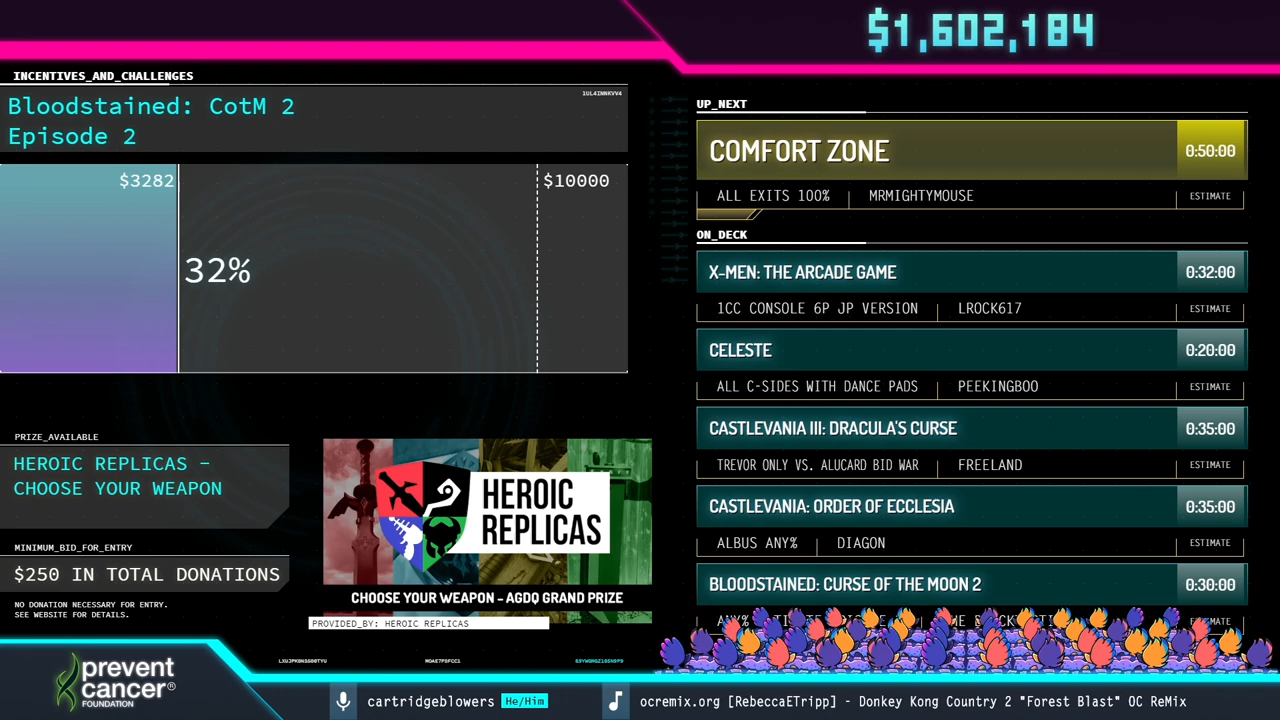 $1,602,184
INCENTIVES_AND_CHALLENGES
Bloodstained: CotM 2
Episode 2
$3282
$10000
32%
PRIZE_AVAILABLE
HEROIC REPLICAS -
CHOOSE YOUR WEAPON
MINIMUM_BID_FOR_ENTRY
$250 IN TOTAL DONATIONS
NO DONATION NECESSARY FOR ENTRY.
SEE WEBSITE FOR DETAILS.
HEROIC
REPLICAS
CHOOSE YOUR WEAPON - AGDQ GRAND PRIZE
PROVIDED_BY: HEROIC REPLICAS
UP_NEXT
COMFORT ZONE 0:50:00
ALL EXITS 100% MRMIGHTYMOUSE ESTIMATE
ON_DECK
X-MEN: THE ARCADE GAME 0:32:00
1CC CONSOLE 6P JP VERSION LROCK617 ESTIMATE
CELESTE 0:20:00
ALL C-SIDES WITH DANCE PADS PEEKINGBOO ESTIMATE
CASTLEVANIA III: DRACULA'S CURSE 0:35:00
TREVOR ONLY VS. ALUCARD BID WAR FREELAND ESTIMATE
CASTLEVANIA: ORDER OF ECCLESIA 0:35:00
ALBUS ANY% DIAGON ESTIMATE
BLOODSTAINED: CURSE OF THE MOON 2 0:30:00
ANY%
prevent
cancer®
FOUNDATION
cartridgeblowers He/Him
ocremix.org [RebeccaETripp] - Donkey Kong Country 2 "Forest Blast" OC ReMix